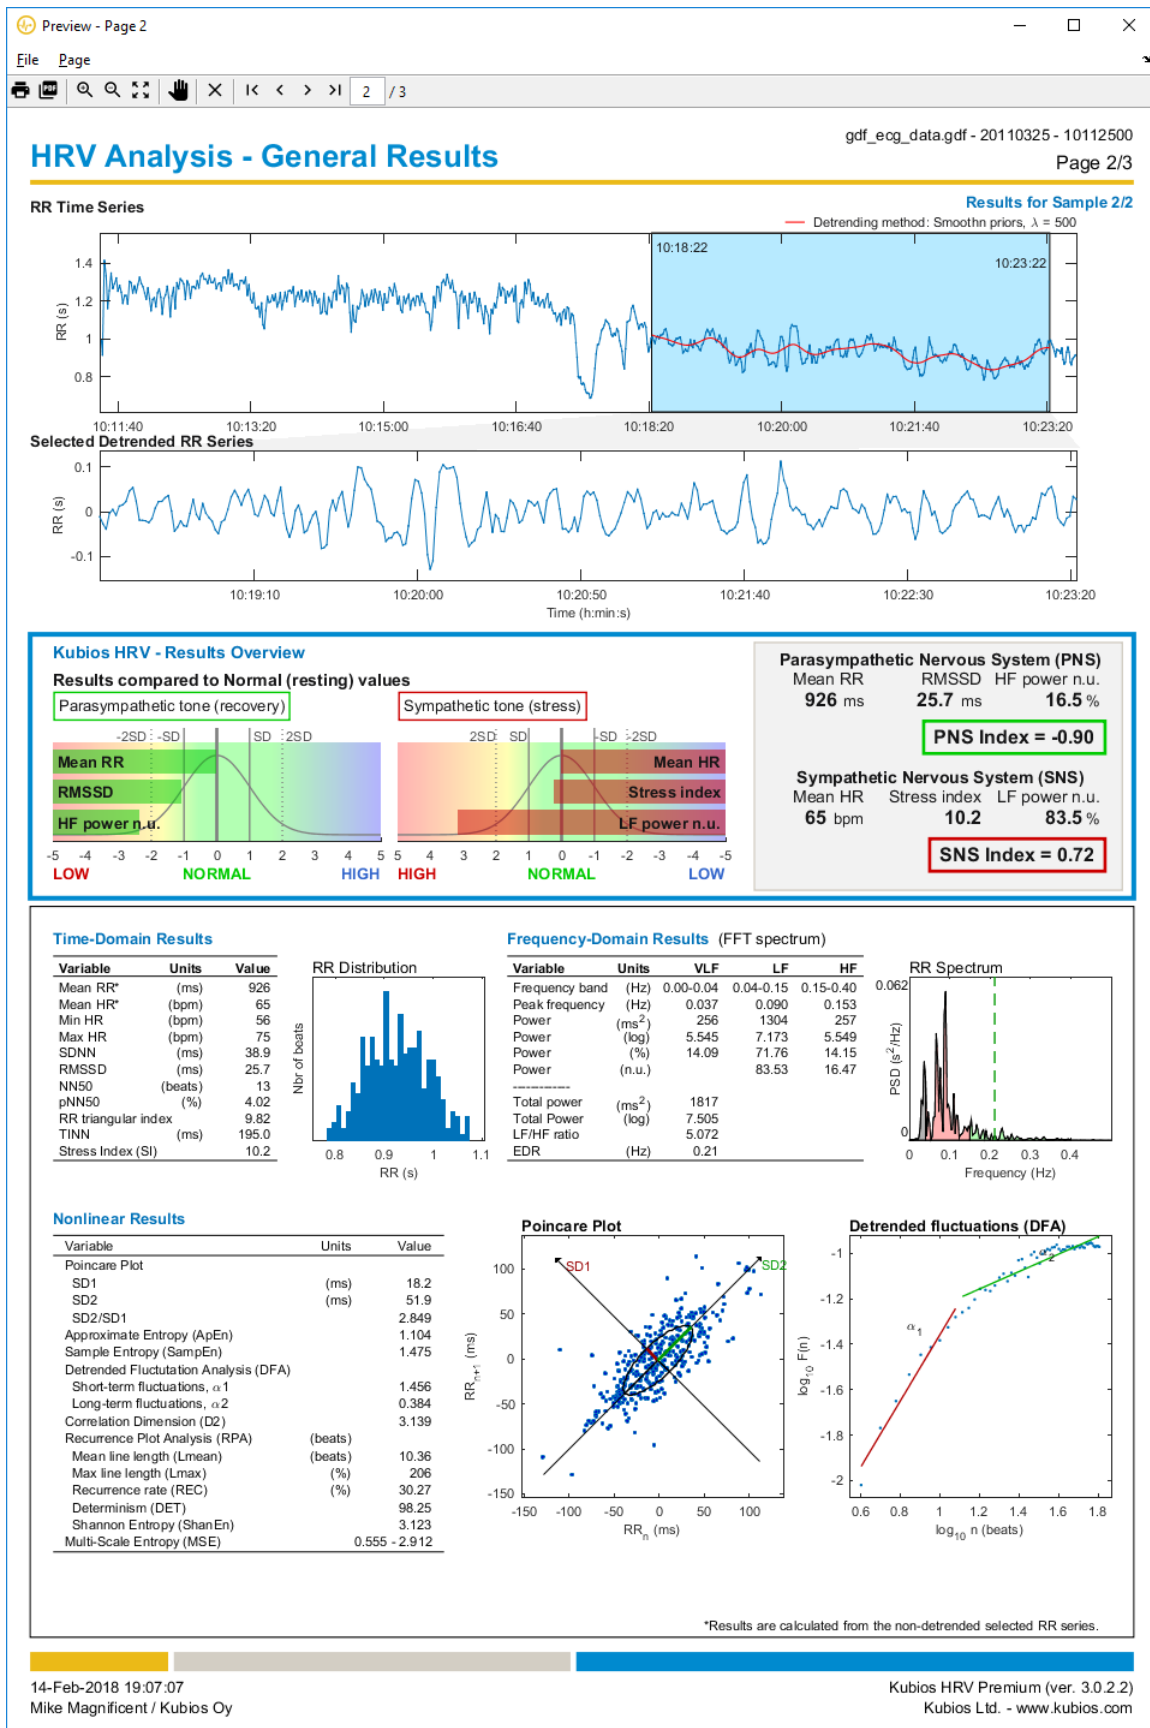 Preview - Page 2
File Page
2 / 3
gdf_ecg_data.gdf - 20110325 - 10112500
HRV Analysis - General Results
Page 2/3
RR Time Series
Results for Sample 2/2
Detrending method: Smoothn priors, λ = 500
10:18:22
10:23:22
1.4
1.2
1
0.8
RR (s)
10:11:40 10:13:20 10:15:00 10:16:40 10:18:20 10:20:00 10:21:40 10:23:20
Selected Detrended RR Series
0.1
0
-0.1
RR (s)
10:19:10 10:20:00 10:20:50 10:21:40 10:22:30 10:23:20
Time (h:min:s)
Kubios HRV - Results Overview
Results compared to Normal (resting) values
Parasympathetic tone (recovery)
-2SD -SD SD 2SD
Mean RR
RMSSD
HF power n.u.
-5 -4 -3 -2 -1 0 1 2 3 4 5
LOW NORMAL HIGH
Sympathetic tone (stress)
2SD SD -SD -2SD
Mean HR
Stress index
LF power n.u.
5 4 3 2 1 0 -1 -2 -3 -4 -5
HIGH NORMAL LOW
Parasympathetic Nervous System (PNS)
Mean RR RMSSD HF power n.u.
926 ms 25.7 ms 16.5 %
PNS Index = -0.90
Sympathetic Nervous System (SNS)
Mean HR Stress index LF power n.u.
65 bpm 10.2 83.5 %
SNS Index = 0.72
Time-Domain Results
Variable Units Value
Mean RR* (ms) 926
Mean HR* (bpm) 65
Min HR (bpm) 56
Max HR (bpm) 75
SDNN (ms) 38.9
RMSSD (ms) 25.7
NN50 (beats) 13
pNN50 (%) 4.02
RR triangular index 9.82
TINN (ms) 195.0
Stress Index (SI) 10.2
RR Distribution
Nbr of beats
0.8 0.9 1 1.1
RR (s)
Frequency-Domain Results (FFT spectrum)
Variable Units VLF LF HF
Frequency band (Hz) 0.00-0.04 0.04-0.15 0.15-0.40
Peak frequency (Hz) 0.037 0.090 0.153
Power (ms²) 256 1304 257
Power (log) 5.545 7.173 5.549
Power (%) 14.09 71.76 14.15
Power (n.u.) 83.53 16.47
-------------
Total power (ms²) 1817
Total Power (log) 7.505
LF/HF ratio 5.072
EDR (Hz) 0.21
RR Spectrum
0.062
0
PSD (s²/Hz)
0 0.1 0.2 0.3 0.4
Frequency (Hz)
Nonlinear Results
Variable Units Value
Poincare Plot
SD1 (ms) 18.2
SD2 (ms) 51.9
SD2/SD1 2.849
Approximate Entropy (ApEn) 1.104
Sample Entropy (SampEn) 1.475
Detrended Fluctutation Analysis (DFA)
Short-term fluctuations, α1 1.456
Long-term fluctuations, α2 0.384
Correlation Dimension (D2) 3.139
Recurrence Plot Analysis (RPA) (beats)
Mean line length (Lmean) (beats) 10.36
Max line length (Lmax) (%) 206
Recurrence rate (REC) (%) 30.27
Determinism (DET) 98.25
Shannon Entropy (ShanEn) 3.123
Multi-Scale Entropy (MSE) 0.555 - 2.912
Poincare Plot
SD1 SD2
100
50
0
-50
-100
-150
RRn+1 (ms)
-150 -100 -50 0 50 100
RRn (ms)
Detrended fluctuations (DFA)
α2
α1
-1
-1.2
-1.4
-1.6
-1.8
-2
log10 F(n)
0.6 0.8 1 1.2 1.4 1.6 1.8
log10 n (beats)
*Results are calculated from the non-detrended selected RR series.
14-Feb-2018 19:07:07
Mike Magnificent / Kubios Oy
Kubios HRV Premium (ver. 3.0.2.2)
Kubios Ltd. - www.kubios.com